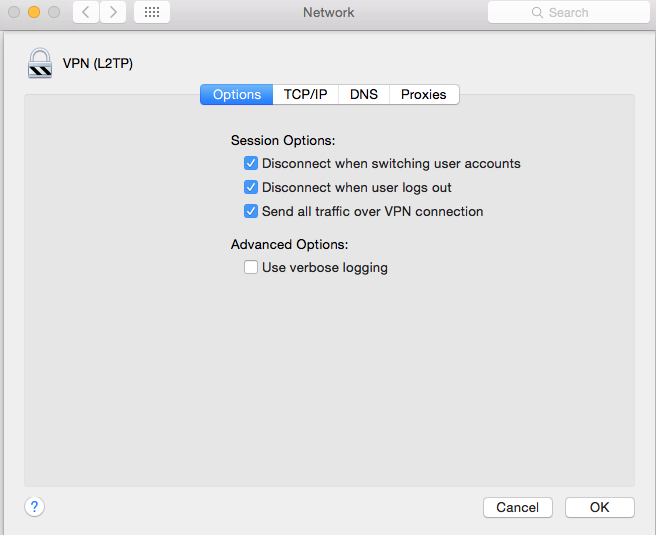 Network
Search
VPN (L2TP)
Options
TCP/IP
DNS
Proxies
Session Options:
Disconnect when switching user accounts
Disconnect when user logs out
Send all traffic over VPN connection
Advanced Options:
Use verbose logging
?
Cancel
OK